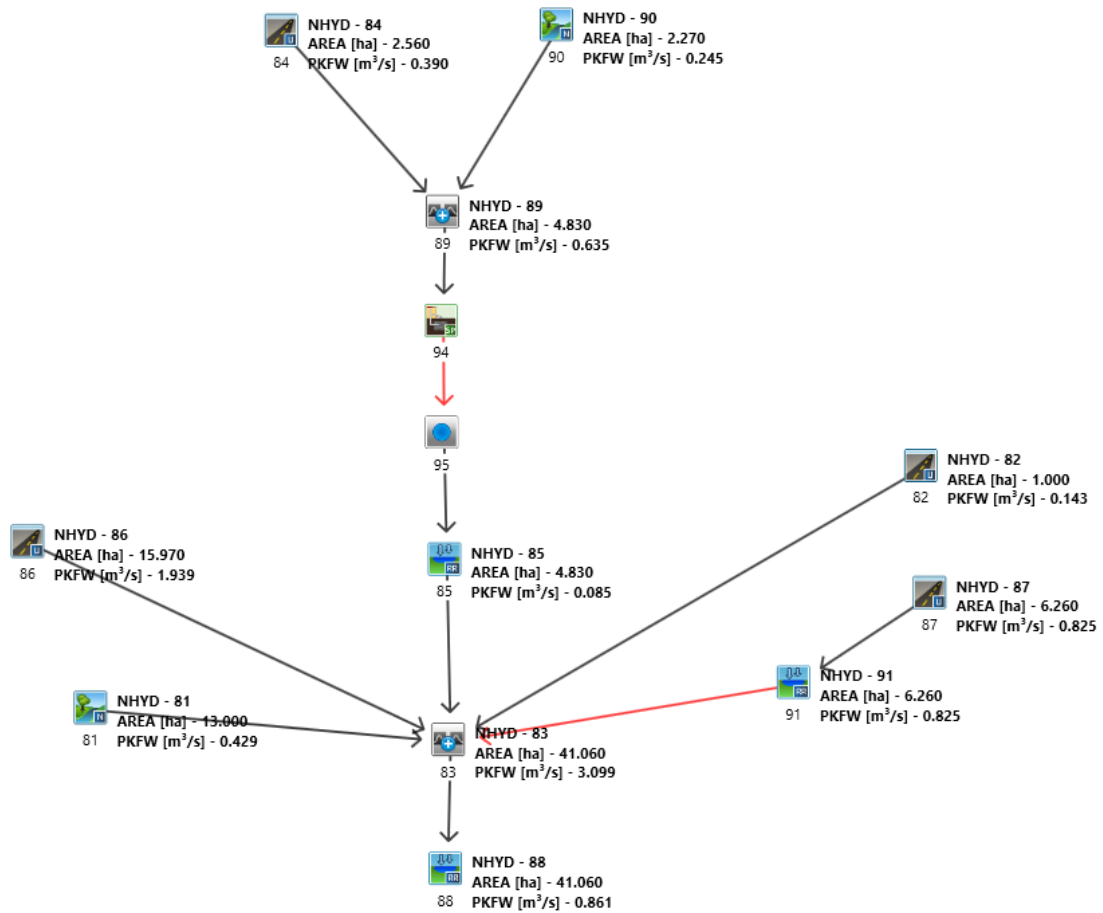 NHYD - 84
AREA [ha] - 2.560
PKFW [m³/s] - 0.390
84
U
NHYD - 90
AREA [ha] - 2.270
PKFW [m³/s] - 0.245
90
N
NHYD - 89
AREA [ha] - 4.830
PKFW [m³/s] - 0.635
89
SP
94
95
NHYD - 82
AREA [ha] - 1.000
PKFW [m³/s] - 0.143
82
U
NHYD - 86
AREA [ha] - 15.970
PKFW [m³/s] - 1.939
86
U
NHYD - 85
AREA [ha] - 4.830
PKFW [m³/s] - 0.085
85
RR
NHYD - 87
AREA [ha] - 6.260
PKFW [m³/s] - 0.825
87
U
NHYD - 91
AREA [ha] - 6.260
PKFW [m³/s] - 0.825
91
RR
NHYD - 81
AREA [ha] - 13.000
PKFW [m³/s] - 0.429
81
N
NHYD - 83
AREA [ha] - 41.060
PKFW [m³/s] - 3.099
83
NHYD - 88
AREA [ha] - 41.060
PKFW [m³/s] - 0.861
88
RR